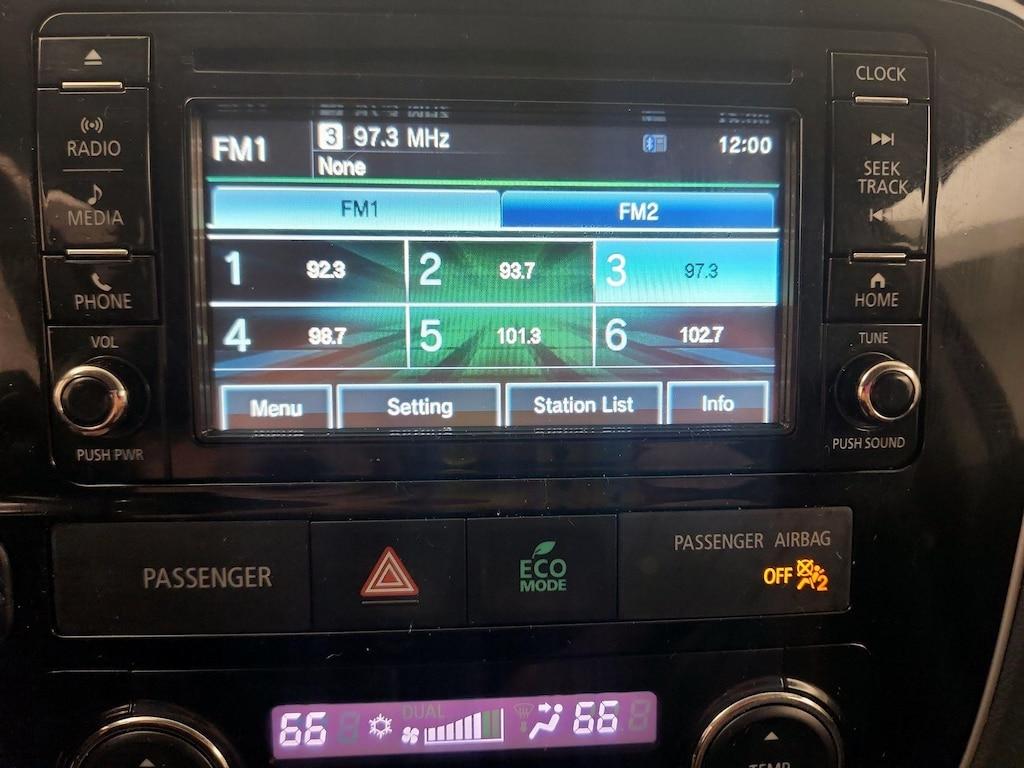 CLOCK
RADIO
MEDIA
PHONE
VOL
PUSH PWR
FM1
3 97.3 MHz
None
12:00
FM1 FM2
1 92.3 2 93.7 3 97.3
4 98.7 5 101.3 6 102.7
Menu Setting Station List Info
SEEK
TRACK
HOME
TUNE
PUSH SOUND
PASSENGER
ECO
MODE
PASSENGER AIRBAG
OFF 2
66 DUAL 66
TEMP